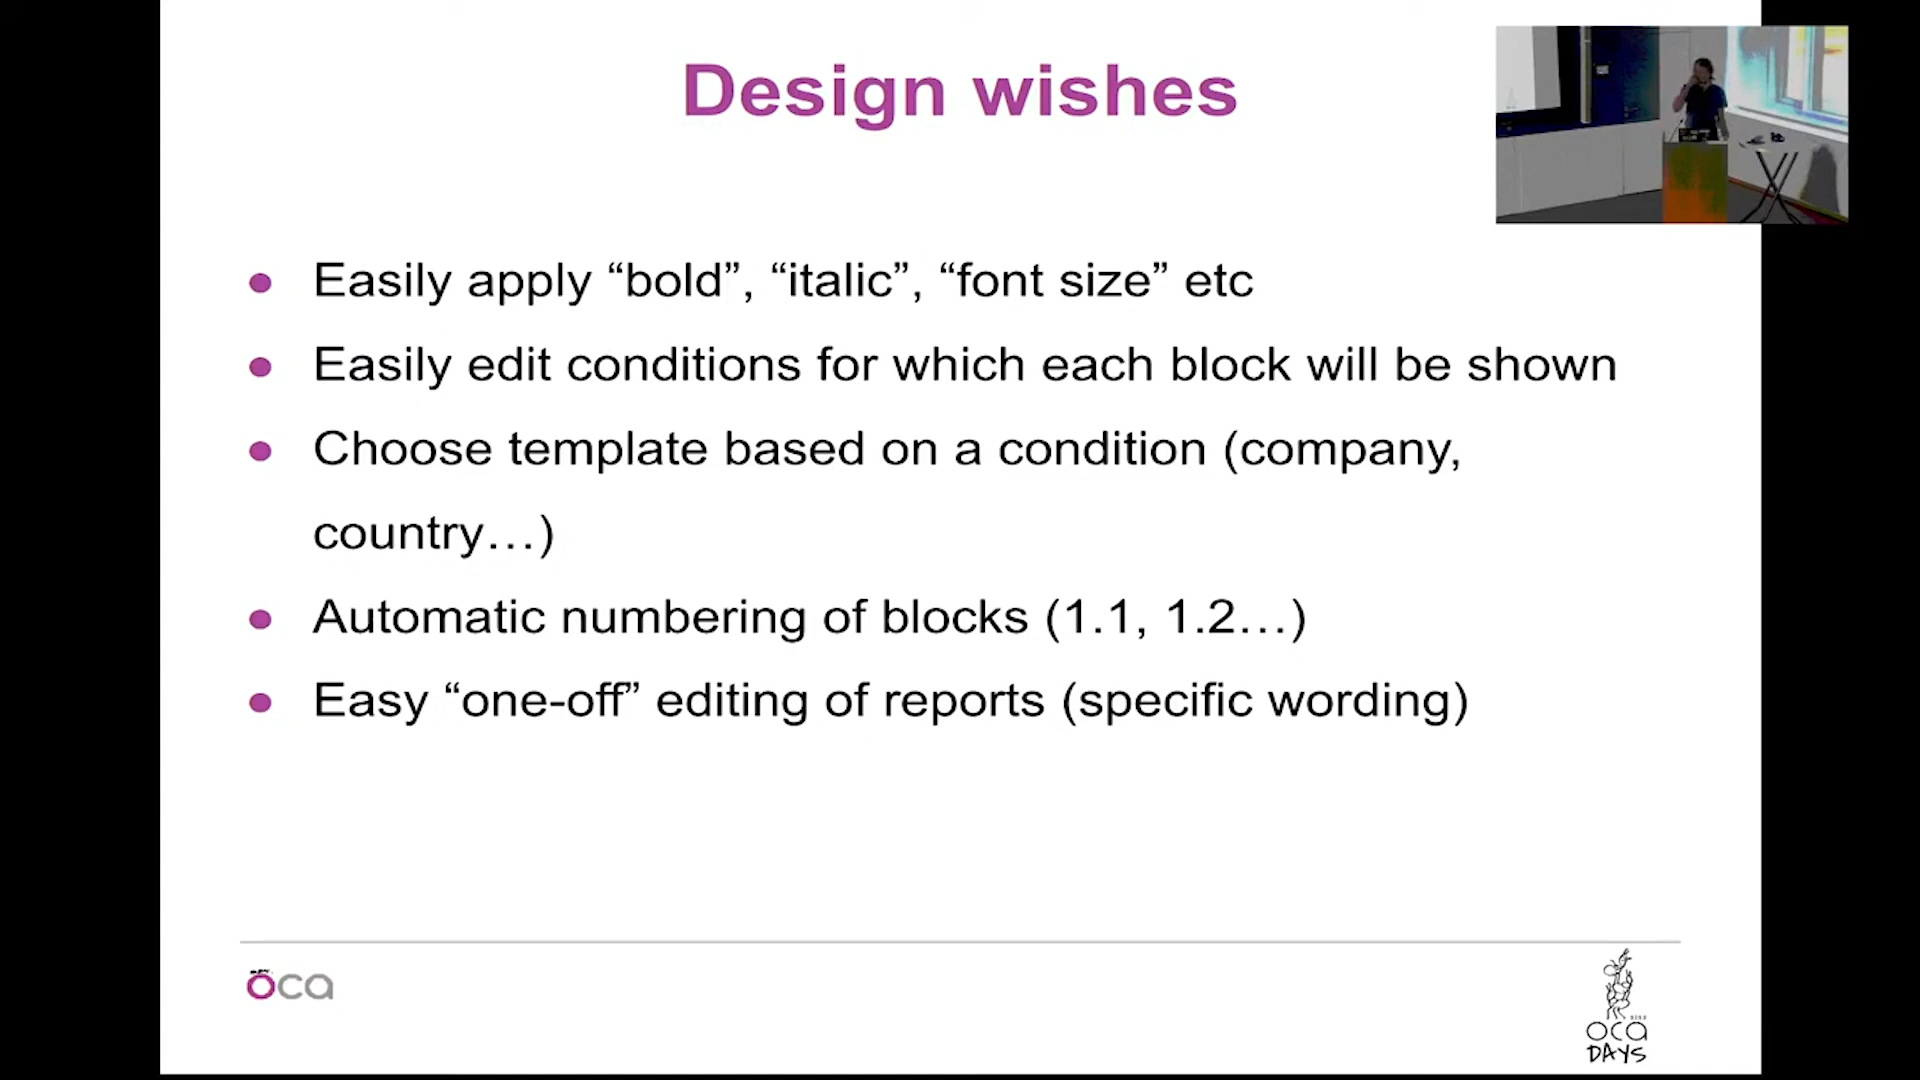 Design wishes
Easily apply “bold”, “italic”, “font size” etc
Easily edit conditions for which each block will be shown
Choose template based on a condition (company,
country…)
Automatic numbering of blocks (1.1, 1.2…)
Easy “one-off” editing of reports (specific wording)
oca
oca
DAYS